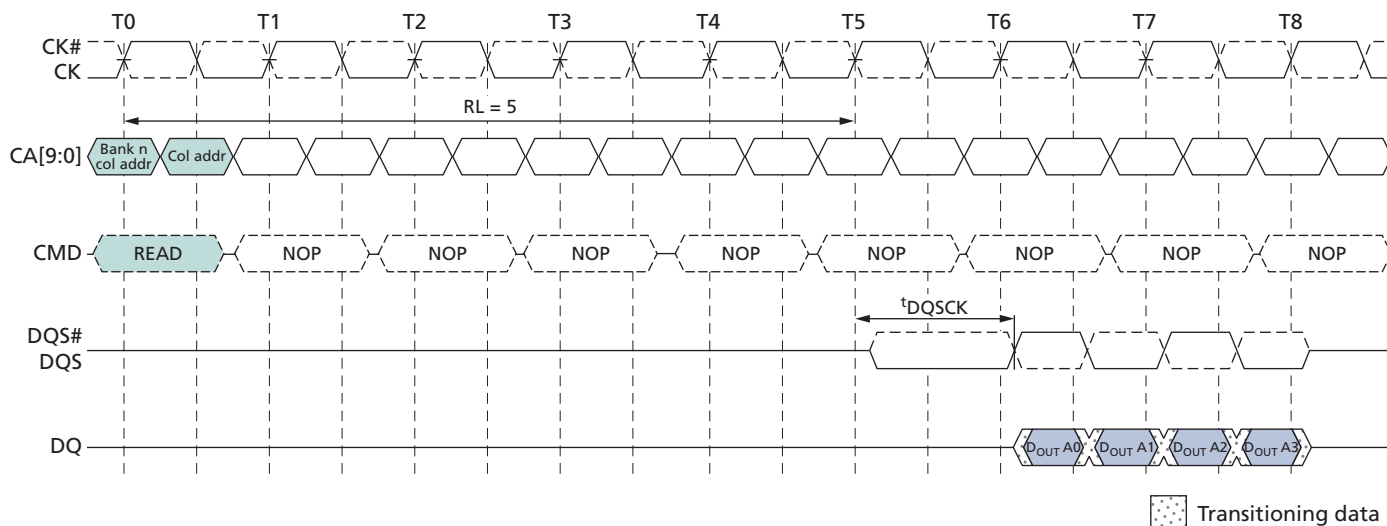 T0 T1 T2 T3 T4 T5 T6 T7 T8
CK#
CK
RL = 5
CA[9:0]
Bank n
col addr
Col addr
CMD
READ NOP NOP NOP NOP NOP NOP NOP NOP
tDQSCK
DQS#
DQS
DQ
DOUT A0 DOUT A1 DOUT A2 DOUT A3
Transitioning data